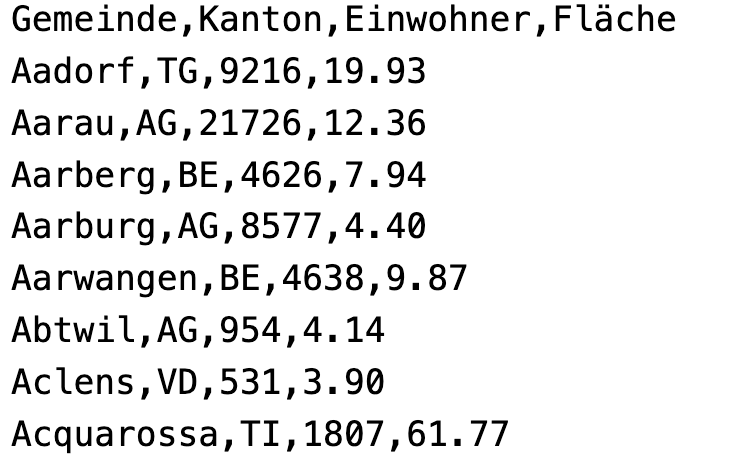 Gemeinde,Kanton,Einwohner,Fläche
Aadorf,TG,9216,19.93
Aarau,AG,21726,12.36
Aarberg,BE,4626,7.94
Aarburg,AG,8577,4.40
Aarwangen,BE,4638,9.87
Abtwil,AG,954,4.14
Aclens,VD,531,3.90
Acquarossa,TI,1807,61.77